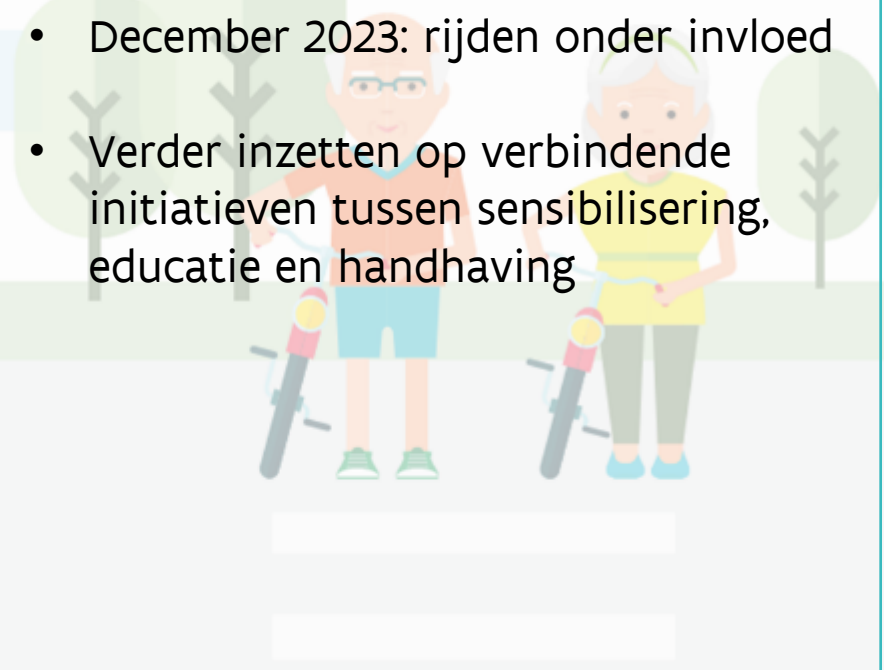 • December 2023: rijden onder invloed
• Verder inzetten op verbindende
initiatieven tussen sensibilisering,
educatie en handhaving